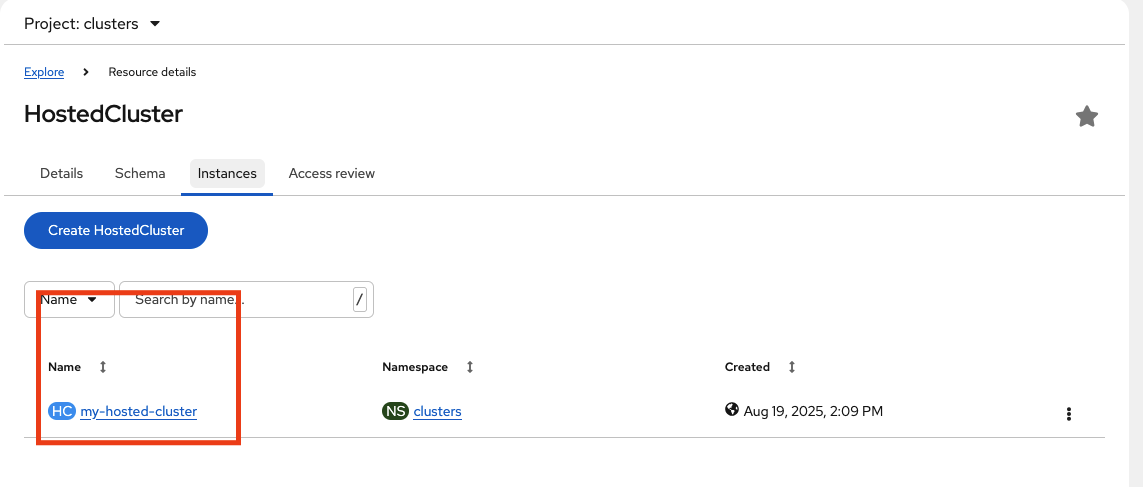 Project: clusters
Explore > Resource details
HostedCluster
Details Schema Instances Access review
Create HostedCluster
Name Search by name... /
Name Namespace Created
HC my-hosted-cluster NS clusters Aug 19, 2025, 2:09 PM